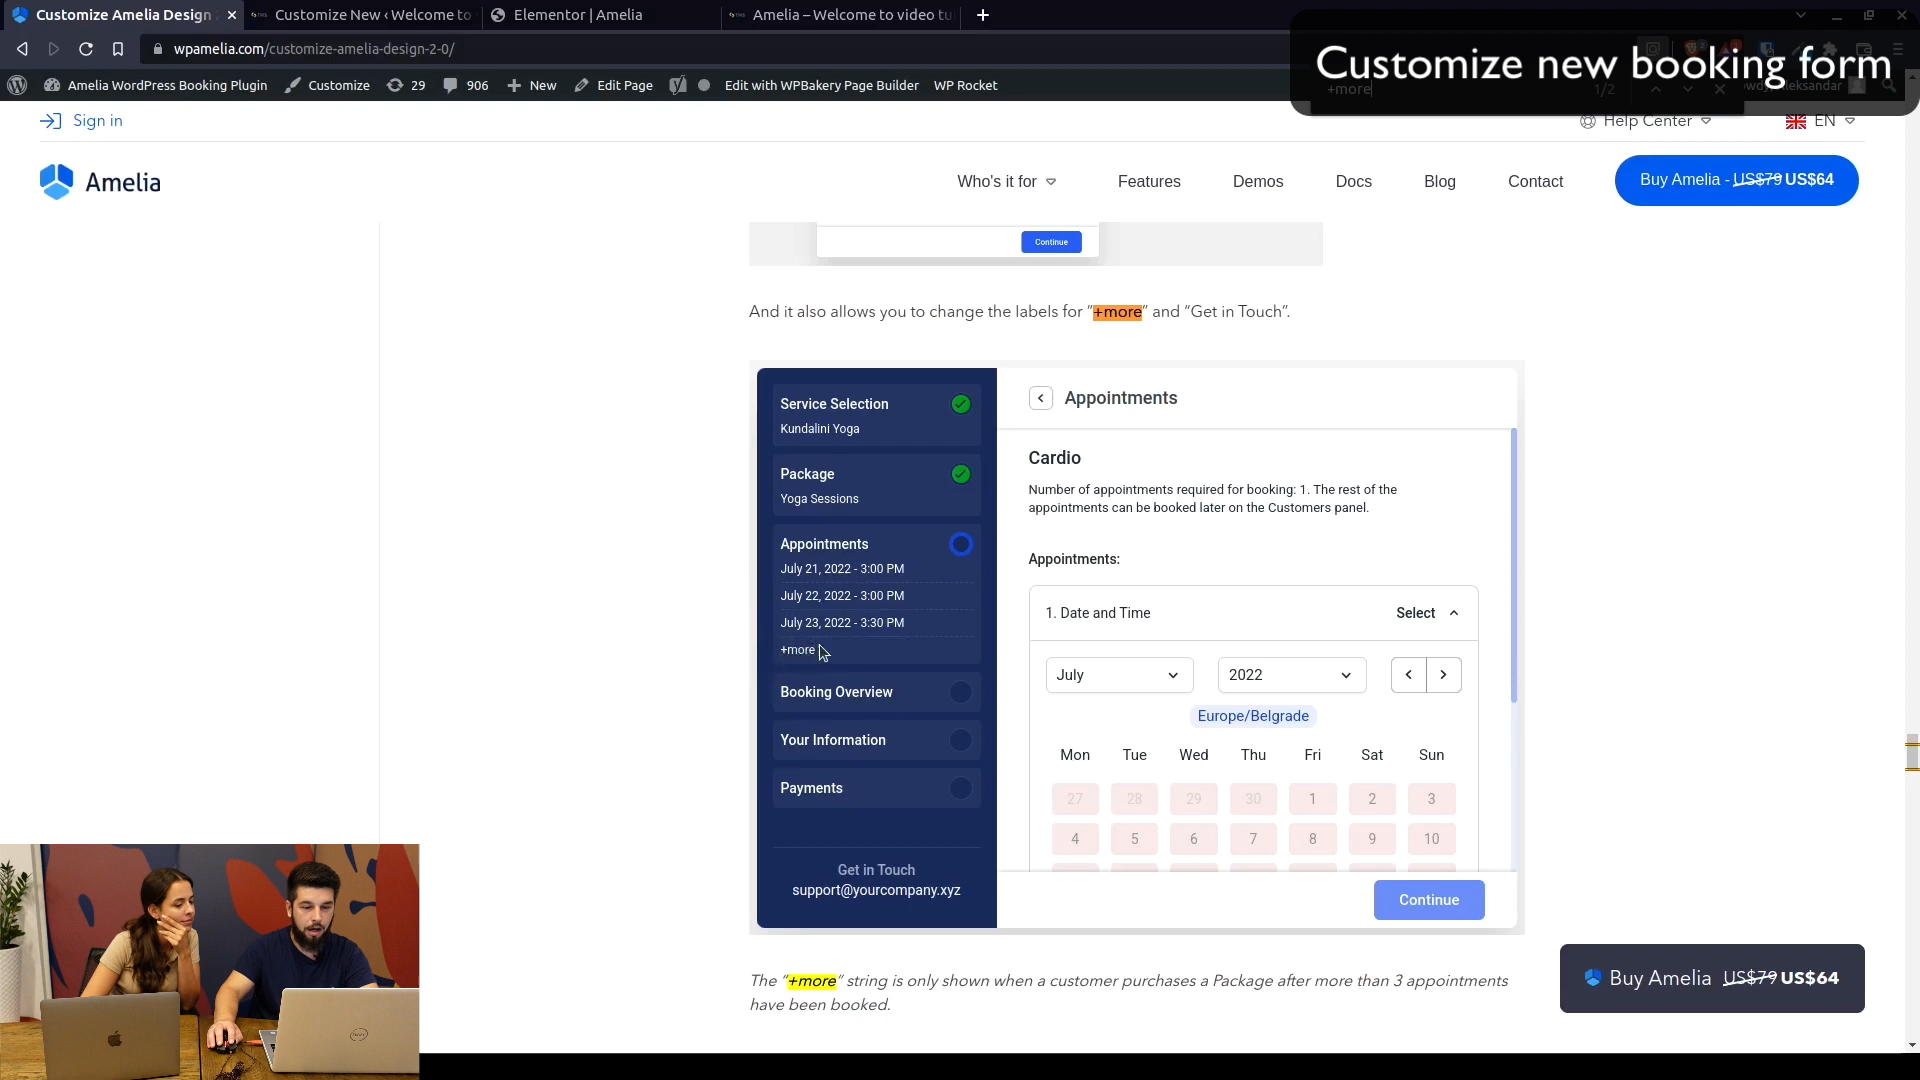 Customize Amelia Design
Customize New ‹ Welcome to
Elementor | Amelia
Amelia – Welcome to video tu
wpamelia.com/customize-amelia-design-2-0/
Customize new booking form
+more
1/2
Amelia WordPress Booking Plugin
Customize
29
906
New
Edit Page
Edit with WPBakery Page Builder
WP Rocket
Sign in
Help Center
EN
Amelia
Who's it for
Features
Demos
Docs
Blog
Contact
Buy Amelia - US$79 US$64
Continue
And it also allows you to change the labels for “+more” and “Get in Touch”.
Service Selection
Kundalini Yoga
Package
Yoga Sessions
Appointments
July 21, 2022 - 3:00 PM
July 22, 2022 - 3:00 PM
July 23, 2022 - 3:30 PM
+more
Booking Overview
Your Information
Payments
Get in Touch
support@yourcompany.xyz
Appointments
Cardio
Number of appointments required for booking: 1. The rest of the
appointments can be booked later on the Customers panel.
Appointments:
1. Date and Time
Select
July
2022
Europe/Belgrade
Mon Tue Wed Thu Fri Sat Sun
27 28 29 30 1 2 3
4 5 6 7 8 9 10
Continue
The “+more” string is only shown when a customer purchases a Package after more than 3 appointments
have been booked.
Buy Amelia US$79 US$64